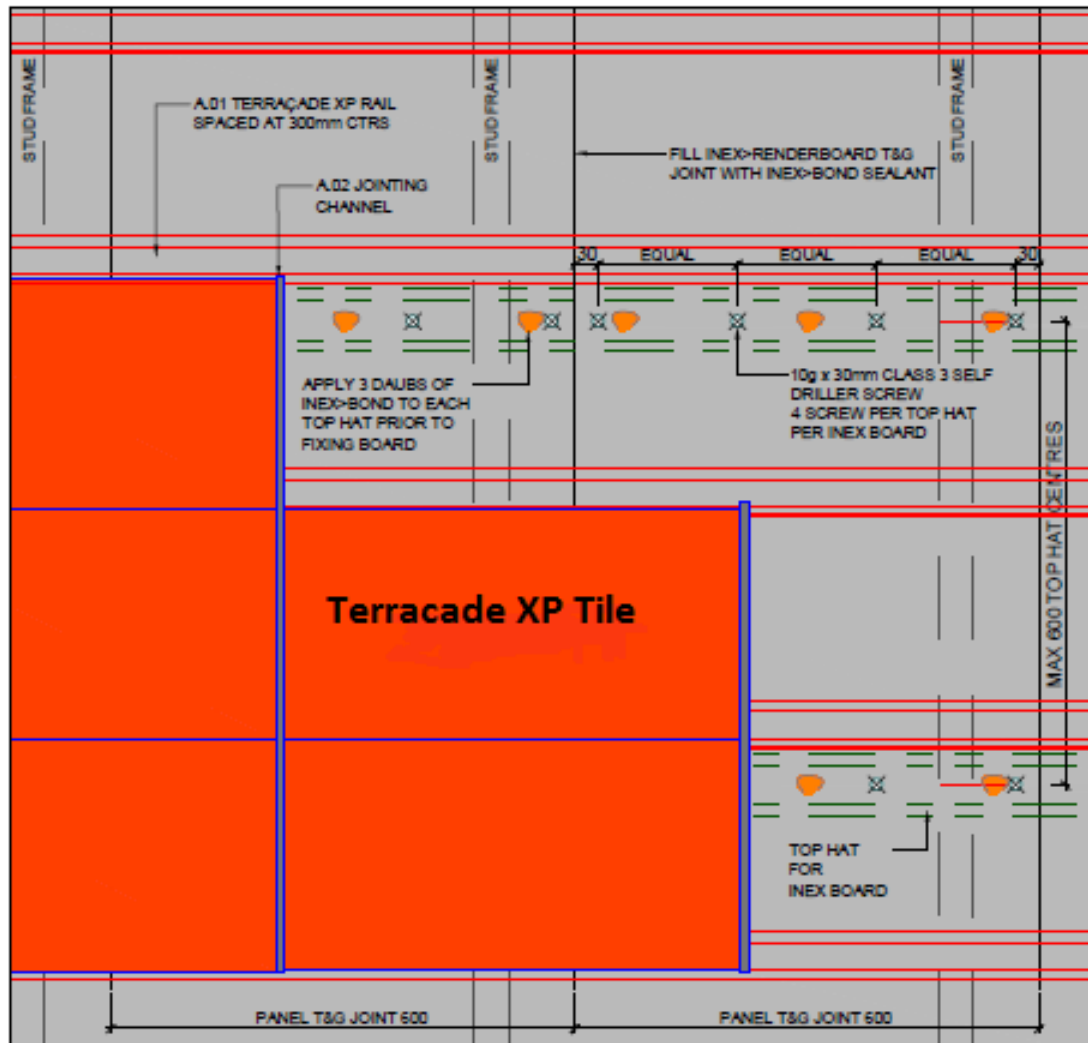 STUD FRAME
STUD FRAME
STUD FRAME
A.01 TERRAÇADE XP RAIL
SPACED AT 300mm CTRS
FILL INEX>RENDERBOARD T&G
JOINT WITH INEX>BOND SEALANT
A.02 JOINTING
CHANNEL
30
EQUAL
EQUAL
EQUAL
30
APPLY 3 DAUBS OF
INEX>BOND TO EACH
TOP HAT PRIOR TO
FIXING BOARD
10g x 30mm CLASS 3 SELF
DRILLER SCREW
4 SCREW PER TOP HAT
PER INEX BOARD
MAX 600 TOP HAT CENTRES
Terracade XP Tile
TOP HAT
FOR
INEX BOARD
PANEL T&G JOINT 600
PANEL T&G JOINT 600